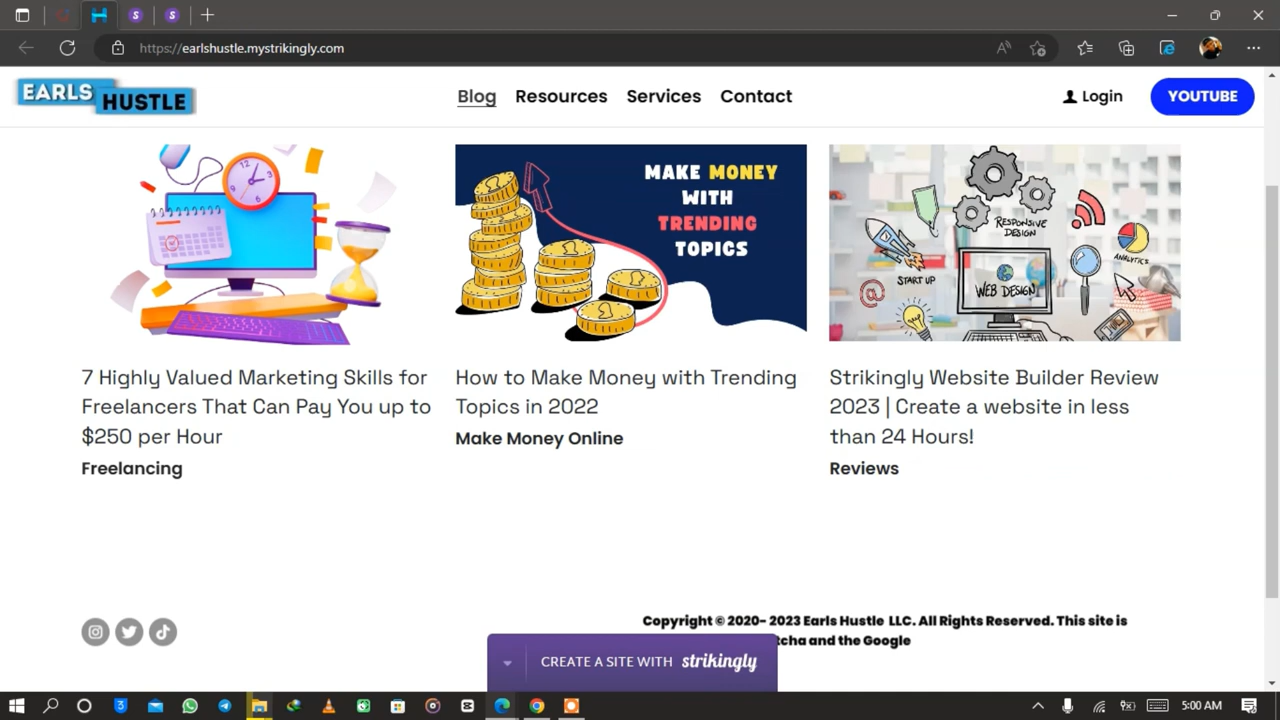 https://earlshustle.mystrikingly.com
EARLS HUSTLE
Blog Resources Services Contact Login YOUTUBE
MAKE MONEY
WITH
TRENDING
TOPICS
RESPONSIVE
DESIGN
ANALYTICS
START UP
WEB DESIGN
7 Highly Valued Marketing Skills for
Freelancers That Can Pay You up to
$250 per Hour
Freelancing
How to Make Money with Trending
Topics in 2022
Make Money Online
Strikingly Website Builder Review
2023 | Create a website in less
than 24 Hours!
Reviews
Copyright © 2020- 2023 Earls Hustle LLC. All Rights Reserved. This site is
and the Google
CREATE A SITE WITH strikingly
5:00 AM